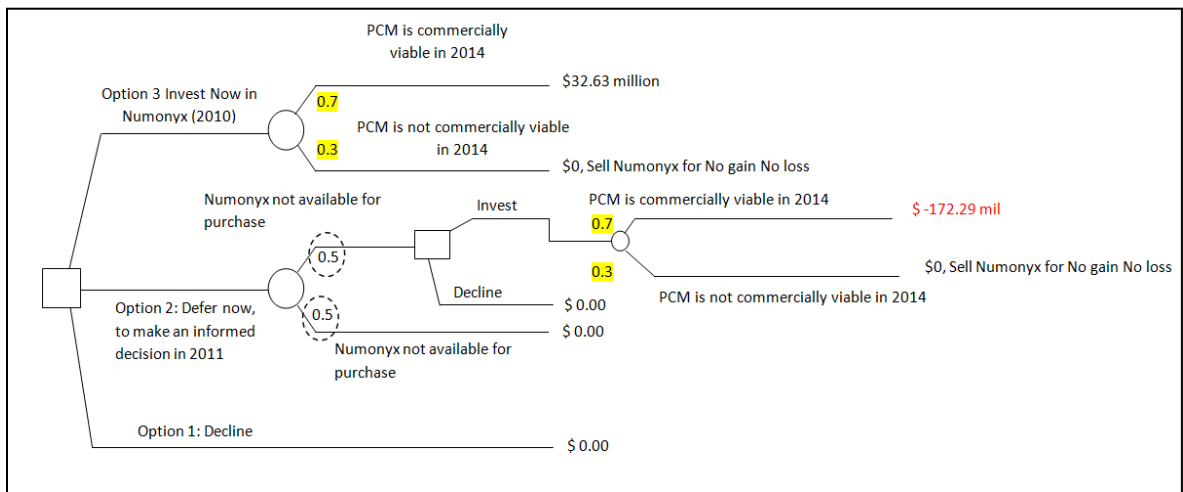 PCM is commercially
viable in 2014
$32.63 million
Option 3 Invest Now in
Numonyx (2010)
0.7
PCM is not commercially viable
in 2014
0.3
$0, Sell Numonyx for No gain No loss
Numonyx not available for
purchase
Invest
PCM is commercially viable in 2014
$ -172.29 mil
0.7
0.5
0.3
$0, Sell Numonyx for No gain No loss
Decline
PCM is not commercially viable in 2014
$ 0.00
Option 2: Defer now,
to make an informed
decision in 2011
0.5
$ 0.00
Numonyx not available for
purchase
Option 1: Decline
$ 0.00